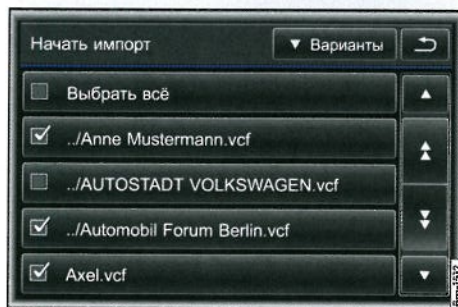 Начать импорт
Варианты
Выбрать всё
../Anne Mustermann.vcf
../AUTOSTADT VOLKSWAGEN.vcf
../Automobil Forum Berlin.vcf
Axel.vcf